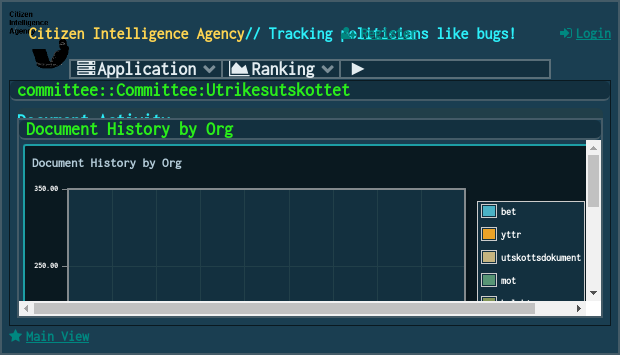 Citizen
Intelligence
Agency
Citizen Intelligence Agency// Tracking politicians like bugs!
Login
Application
Ranking
committee::Committee:Utrikesutskottet
Document Activity
Document History by Org
Document History by Org
350.00
250.00
bet
yttr
utskottsdokument
mot
Main View